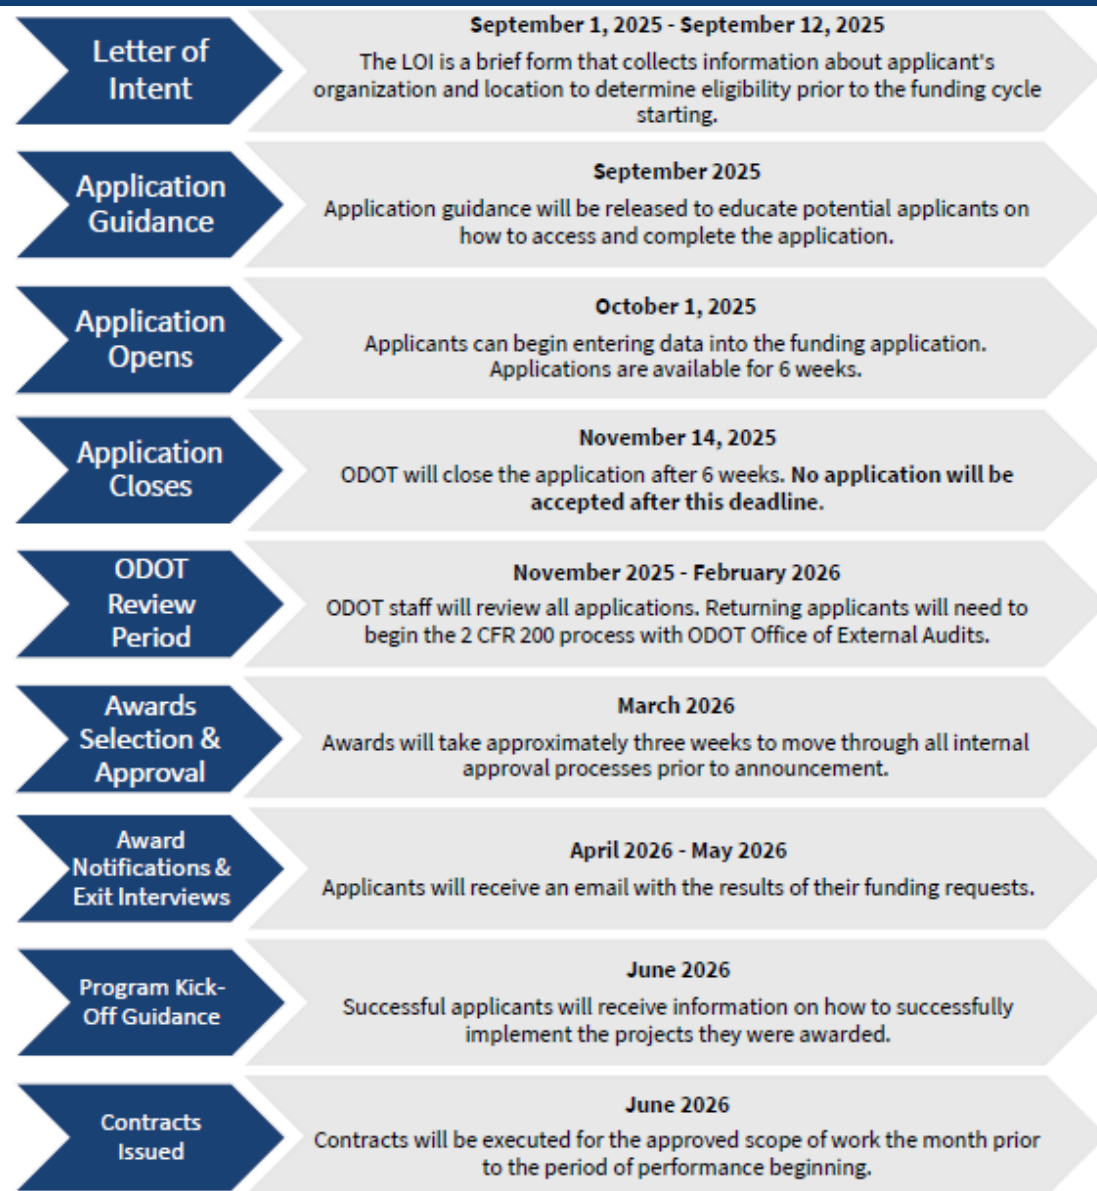 Letter of
Intent
September 1, 2025 - September 12, 2025
The LOI is a brief form that collects information about applicant's
organization and location to determine eligibility prior to the funding cycle
starting.
Application
Guidance
September 2025
Application guidance will be released to educate potential applicants on
how to access and complete the application.
Application
Opens
October 1, 2025
Applicants can begin entering data into the funding application.
Applications are available for 6 weeks.
Application
Closes
November 14, 2025
ODOT will close the application after 6 weeks. No application will be
accepted after this deadline.
ODOT
Review
Period
November 2025 - February 2026
ODOT staff will review all applications. Returning applicants will need to
begin the 2 CFR 200 process with ODOT Office of External Audits.
Awards
Selection &
Approval
March 2026
Awards will take approximately three weeks to move through all internal
approval processes prior to announcement.
Award
Notifications &
Exit Interviews
April 2026 - May 2026
Applicants will receive an email with the results of their funding requests.
Program Kick-
Off Guidance
June 2026
Successful applicants will receive information on how to successfully
implement the projects they were awarded.
Contracts
Issued
June 2026
Contracts will be executed for the approved scope of work the month prior
to the period of performance beginning.